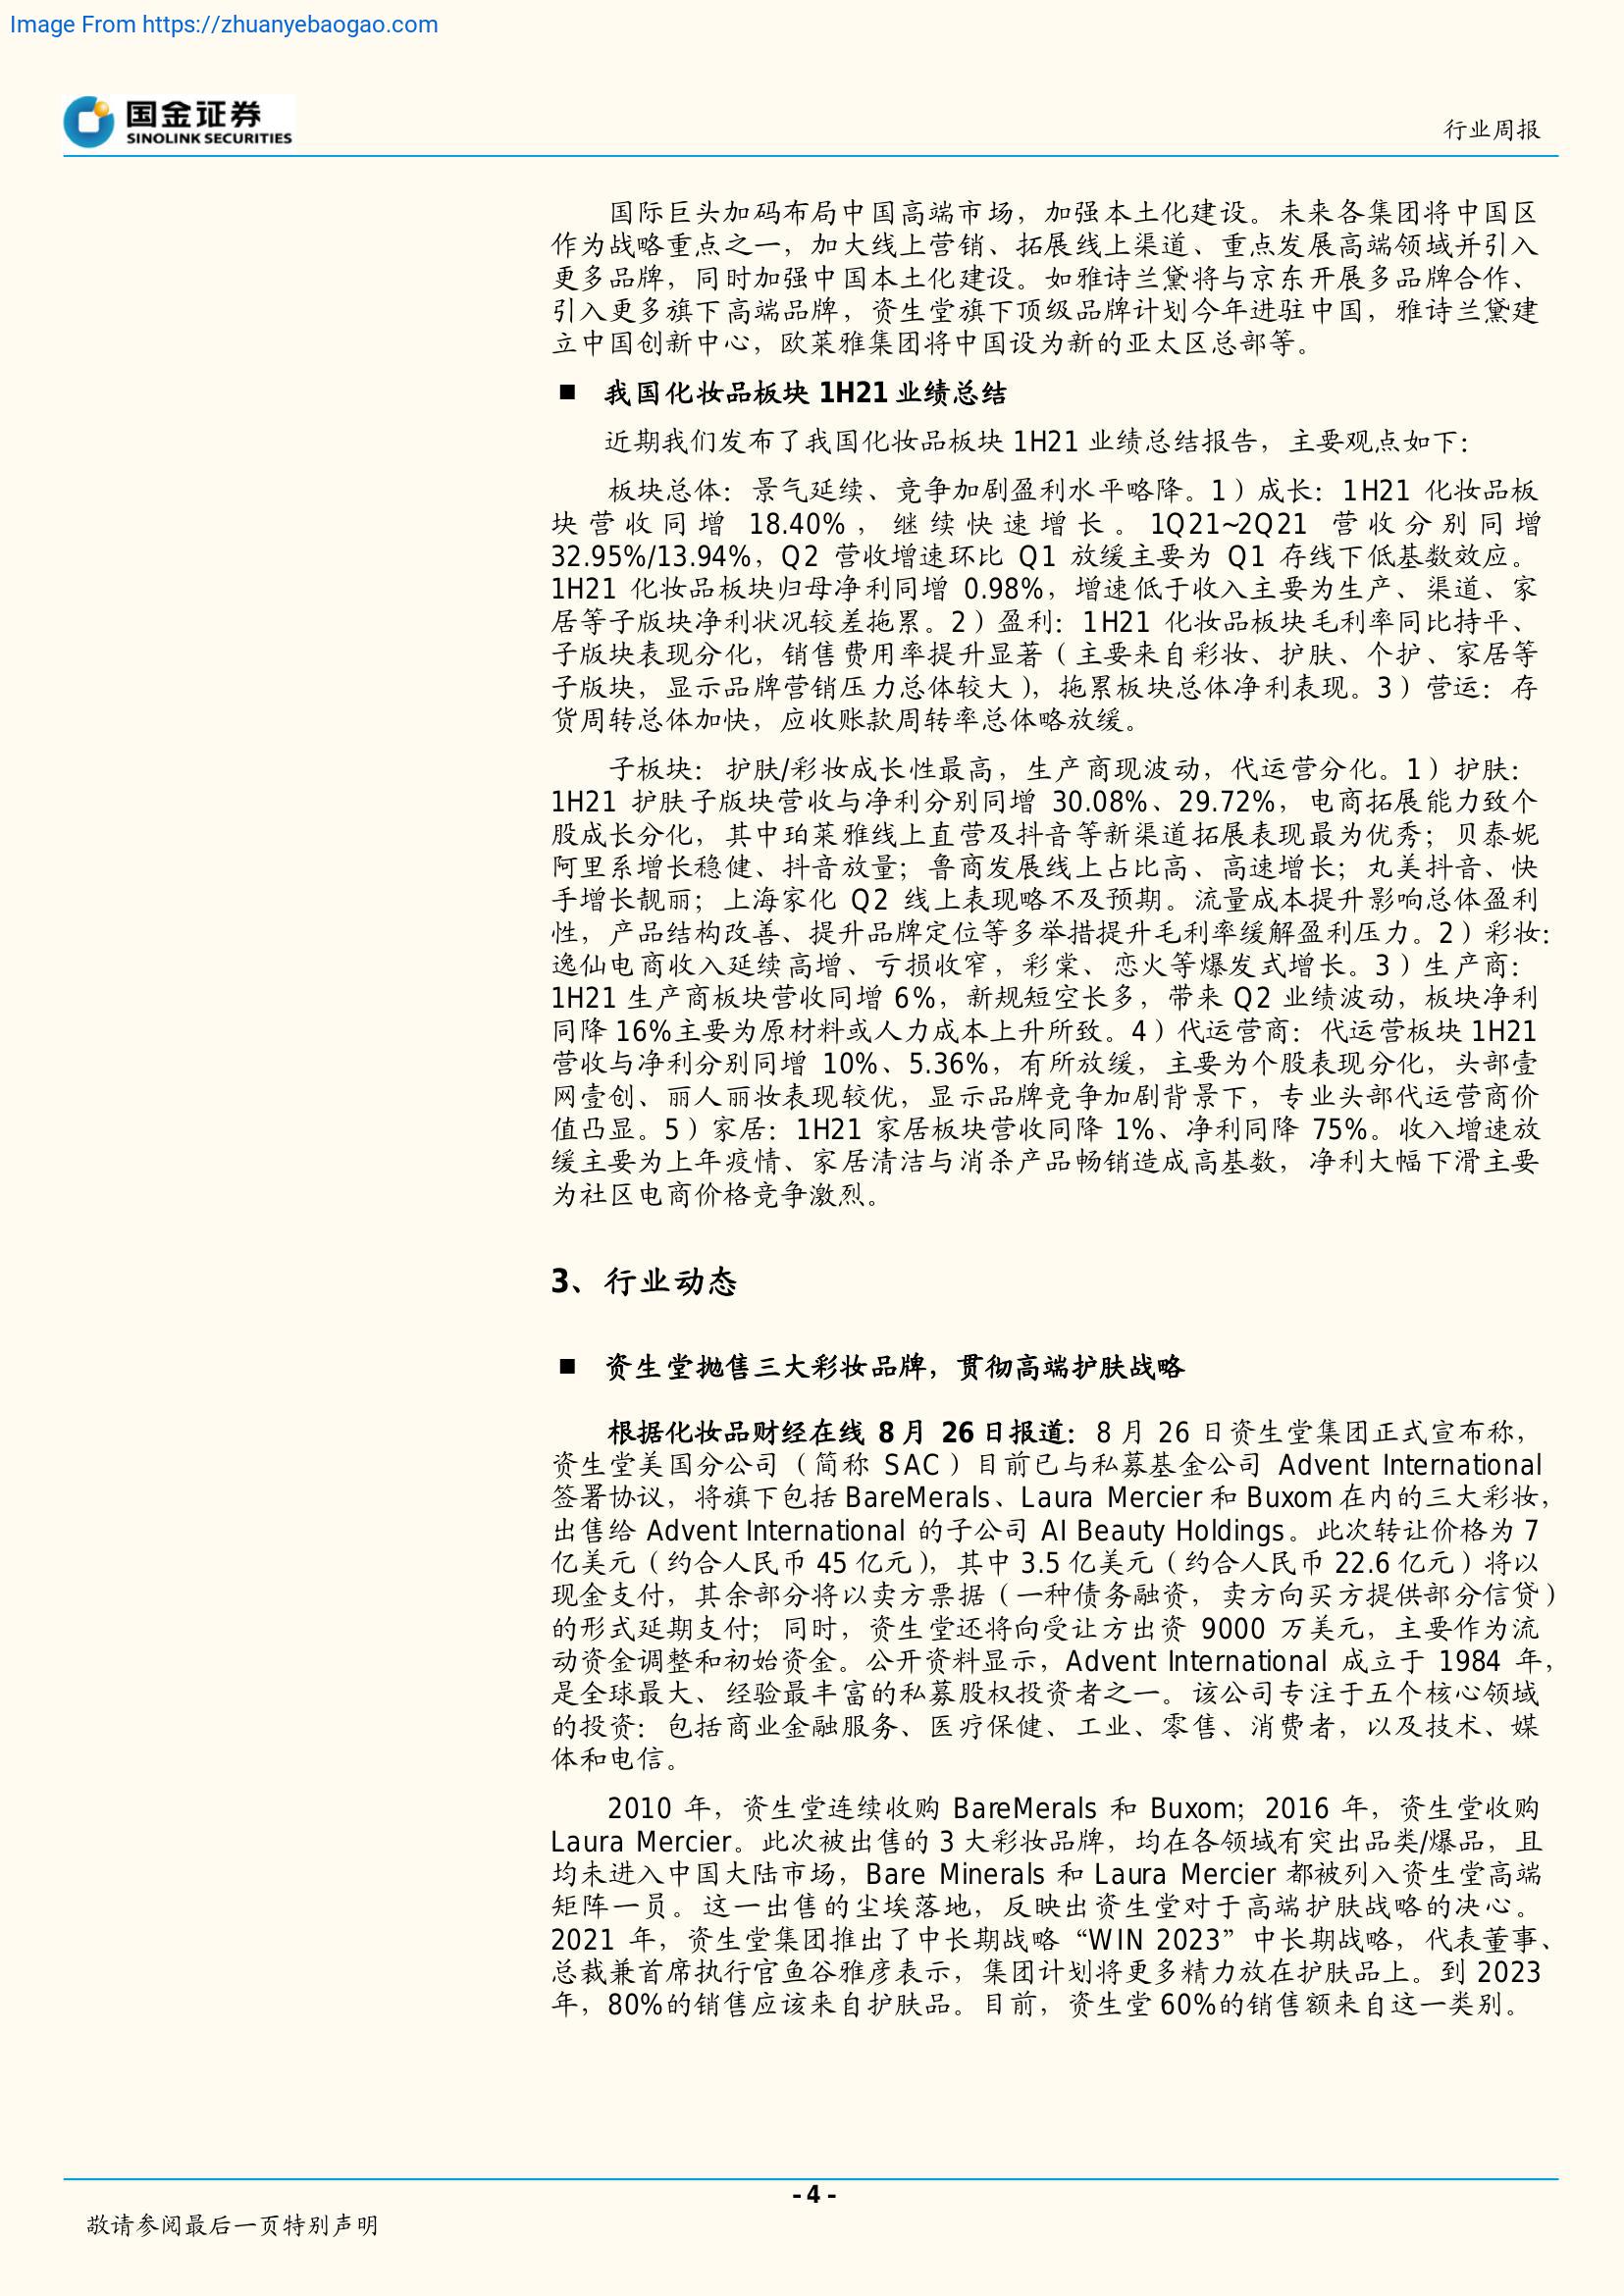 Image From https://zhuanyebaogao.com
国金证券
SINOLINK SECURITIES
行业周报
国际巨头加码布局中国高端市场，加强本土化建设。未来各集团将中国区
作为战略重点之一，加大线上营销、拓展线上渠道、重点发展高端领域并引入
更多品牌，同时加强中国本土化建设。如雅诗兰黛将与京东开展多品牌合作、
引入更多旗下高端品牌，资生堂旗下顶级品牌计划今年进驻中国，雅诗兰黛建
立中国创新中心，欧莱雅集团将中国设为新的亚太区总部等。
■ 我国化妆品板块 1H21 业绩总结
近期我们发布了我国化妆品板块 1H21 业绩总结报告，主要观点如下：
板块总体：景气延续、竞争加剧盈利水平略降。1）成长：1H21 化妆品板
块营收同增 18.40%，继续快速增长。1Q21~2Q21 营收分别同增
32.95%/13.94%，Q2 营收增速环比 Q1 放缓主要为 Q1 存线下低基数效应。
1H21 化妆品板块归母净利同增 0.98%，增速低于收入主要为生产、渠道、家
居等子版块净利状况较差拖累。2）盈利：1H21 化妆品板块毛利率同比持平、
子版块表现分化，销售费用率提升显著（主要来自彩妆、护肤、个护、家居等
子版块，显示品牌营销压力总体较大），拖累板块总体净利表现。3）营运：存
货周转总体加快，应收账款周转率总体略放缓。
子板块：护肤/彩妆成长性最高，生产商现波动，代运营分化。1）护肤：
1H21 护肤子版块营收与净利分别同增 30.08%、29.72%，电商拓展能力致个
股成长分化，其中珀莱雅线上直营及抖音等新渠道拓展表现最为优秀；贝泰妮
阿里系增长稳健、抖音放量；鲁商发展线上占比高、高速增长；丸美抖音、快
手增长靓丽；上海家化 Q2 线上表现略不及预期。流量成本提升影响总体盈利
性，产品结构改善、提升品牌定位等多举措提升毛利率缓解盈利压力。2）彩妆：
逸仙电商收入延续高增、亏损收窄，彩棠、恋火等爆发式增长。3）生产商：
1H21 生产商板块营收同增 6%，新规短空长多，带来 Q2 业绩波动，板块净利
同降 16%主要为原材料或人力成本上升所致。4）代运营商：代运营板块 1H21
营收与净利分别同增 10%、5.36%，有所放缓，主要为个股表现分化，头部壹
网壹创、丽人丽妆表现较优，显示品牌竞争加剧背景下，专业头部代运营商价
值凸显。5）家居：1H21 家居板块营收同降 1%、净利同降 75%。收入增速放
缓主要为上年疫情、家居清洁与消杀产品畅销造成高基数，净利大幅下滑主要
为社区电商价格竞争激烈。
3、行业动态
■ 资生堂抛售三大彩妆品牌，贯彻高端护肤战略
根据化妆品财经在线 8 月 26 日报道：8 月 26 日资生堂集团正式宣布称，
资生堂美国分公司（简称 SAC）目前已与私募基金公司 Advent International
签署协议，将旗下包括 BareMerals、Laura Mercier 和 Buxom 在内的三大彩妆，
出售给 Advent International 的子公司 AI Beauty Holdings。此次转让价格为 7
亿美元（约合人民币 45 亿元），其中 3.5 亿美元（约合人民币 22.6 亿元）将以
现金支付，其余部分将以卖方票据（一种债务融资，卖方向买方提供部分信贷）
的形式延期支付；同时，资生堂还将向受让方出资 9000 万美元，主要作为流
动资金调整和初始资金。公开资料显示，Advent International 成立于 1984 年，
是全球最大、经验最丰富的私募股权投资者之一。该公司专注于五个核心领域
的投资：包括商业金融服务、医疗保健、工业、零售、消费者，以及技术、媒
体和电信。
2010 年，资生堂连续收购 BareMerals 和 Buxom；2016 年，资生堂收购
Laura Mercier。此次被出售的 3 大彩妆品牌，均在各领域有突出品类/爆品，且
均未进入中国大陆市场，Bare Minerals 和 Laura Mercier 都被列入资生堂高端
矩阵一员。这一出售的尘埃落地，反映出资生堂对于高端护肤战略的决心。
2021 年，资生堂集团推出了中长期战略“WIN 2023”中长期战略，代表董事、
总裁兼首席执行官鱼谷雅彦表示，集团计划将更多精力放在护肤品上。到 2023
年，80%的销售应该来自护肤品。目前，资生堂 60%的销售额来自这一类别。
- 4 -
敬请参阅最后一页特别声明